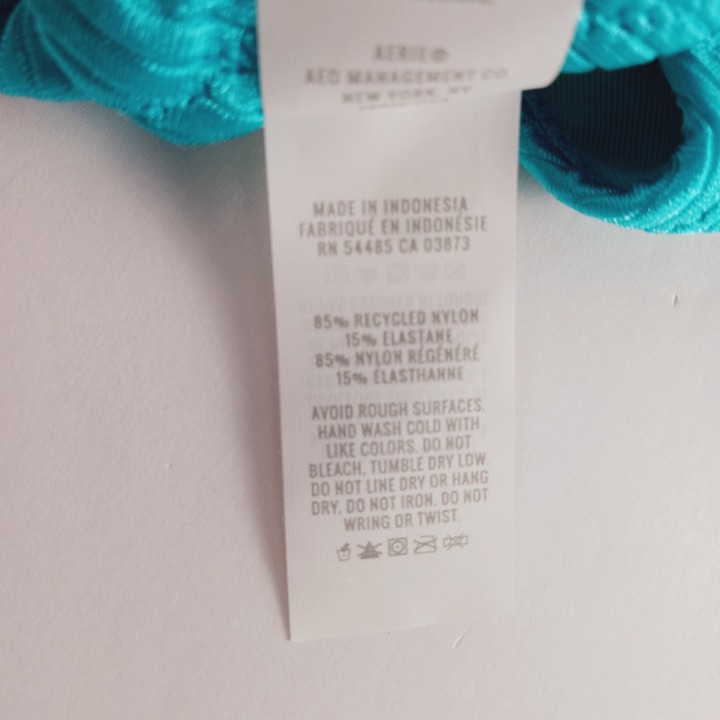 AERIE®
AEO MANAGEMENT CO.
NEW YORK, NY
MADE IN INDONESIA
FABRIQUÉ EN INDONÉSIE
RN 54485 CA 03873
85% RECYCLED NYLON
15% ELASTANE
85% NYLON RÉGÉNÉRÉ
15% ÉLASTHANNE
AVOID ROUGH SURFACES.
HAND WASH COLD WITH
LIKE COLORS. DO NOT
BLEACH. TUMBLE DRY LOW.
DO NOT LINE DRY OR HANG
DRY. DO NOT IRON. DO NOT
WRING OR TWIST.